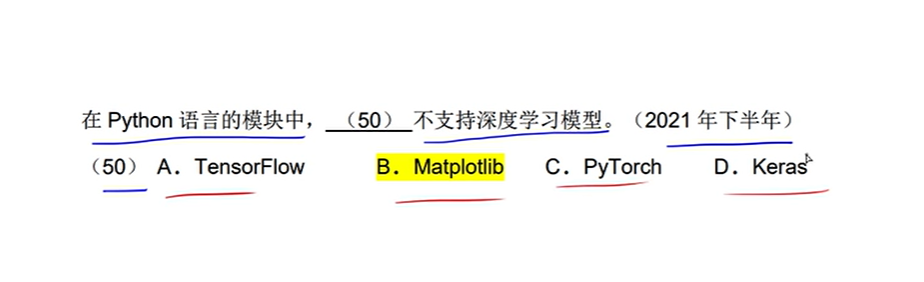 在 Python 语言的模块中，（50）不支持深度学习模型。（2021 年下半年）
（50） A．TensorFlow B．Matplotlib C．PyTorch D．Keras